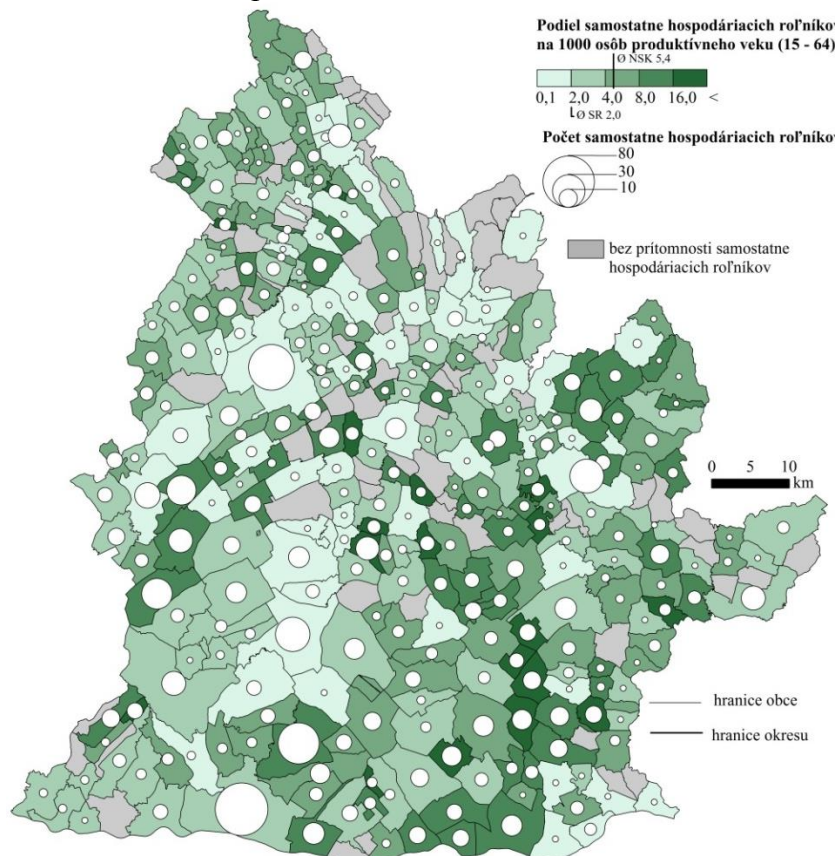 Podiel samostatne hospodáriacich roľníkov
na 1000 osôb produktívneho veku (15 - 64)
Ø NSK 5,4
0,1 2,0 4,0 8,0 16,0 <
Ø SR 2,0
Počet samostatne hospodáriacich roľníkov
80
30
10
bez prítomnosti samostatne
hospodáriacich roľníkov
0 5 10
km
hranice obce
hranice okresu